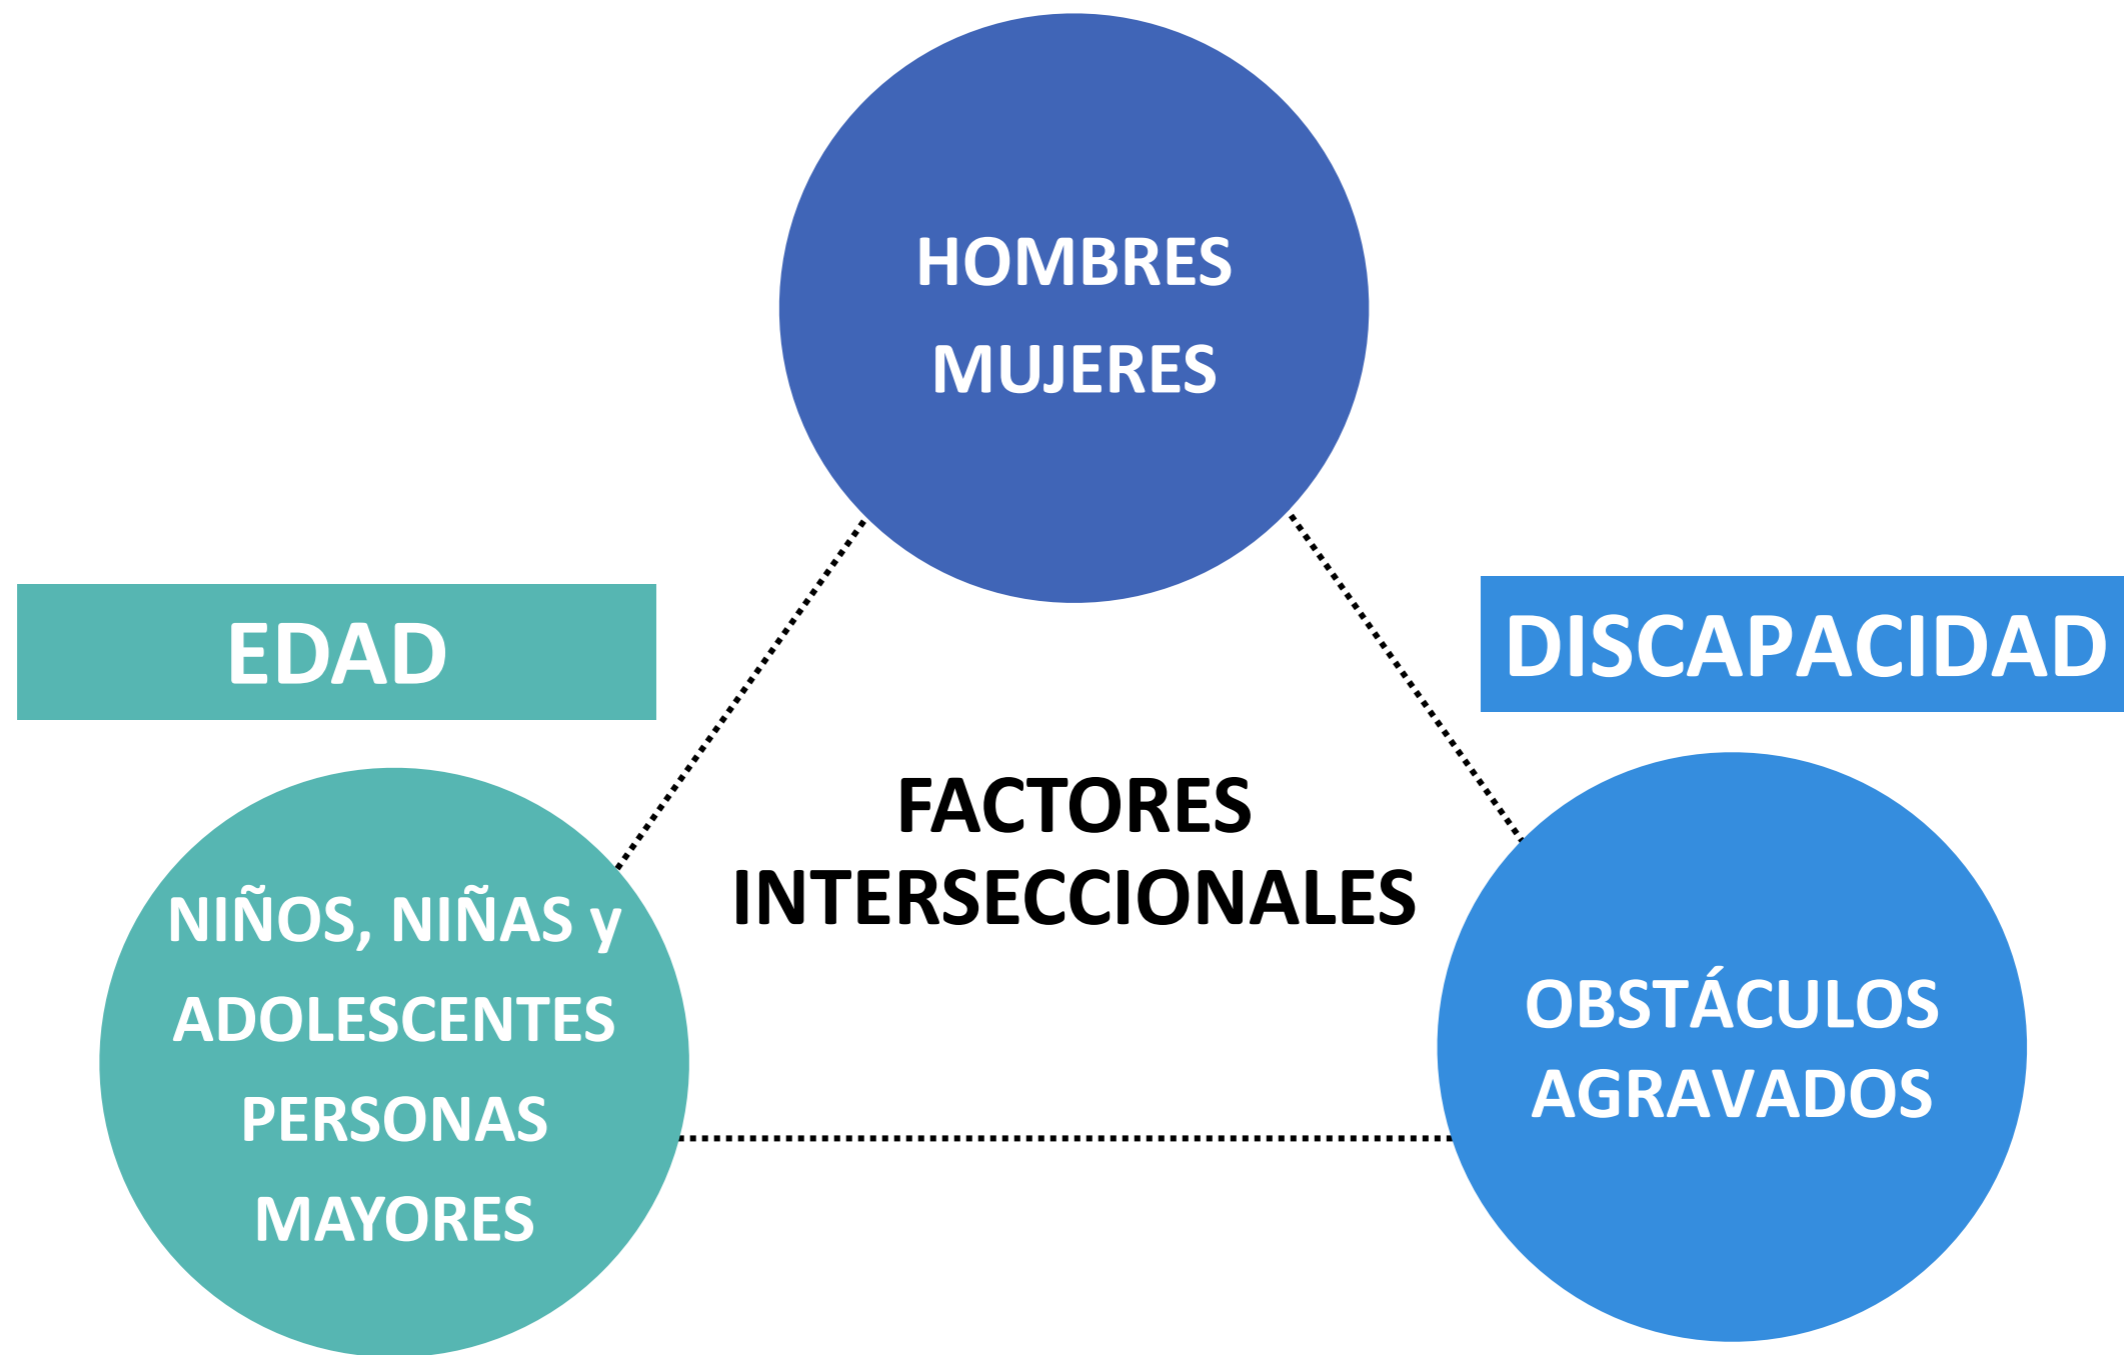 HOMBRES
MUJERES
EDAD
DISCAPACIDAD
FACTORES
INTERSECCIONALES
NIÑOS, NIÑAS y
ADOLESCENTES
PERSONAS
MAYORES
OBSTÁCULOS
AGRAVADOS